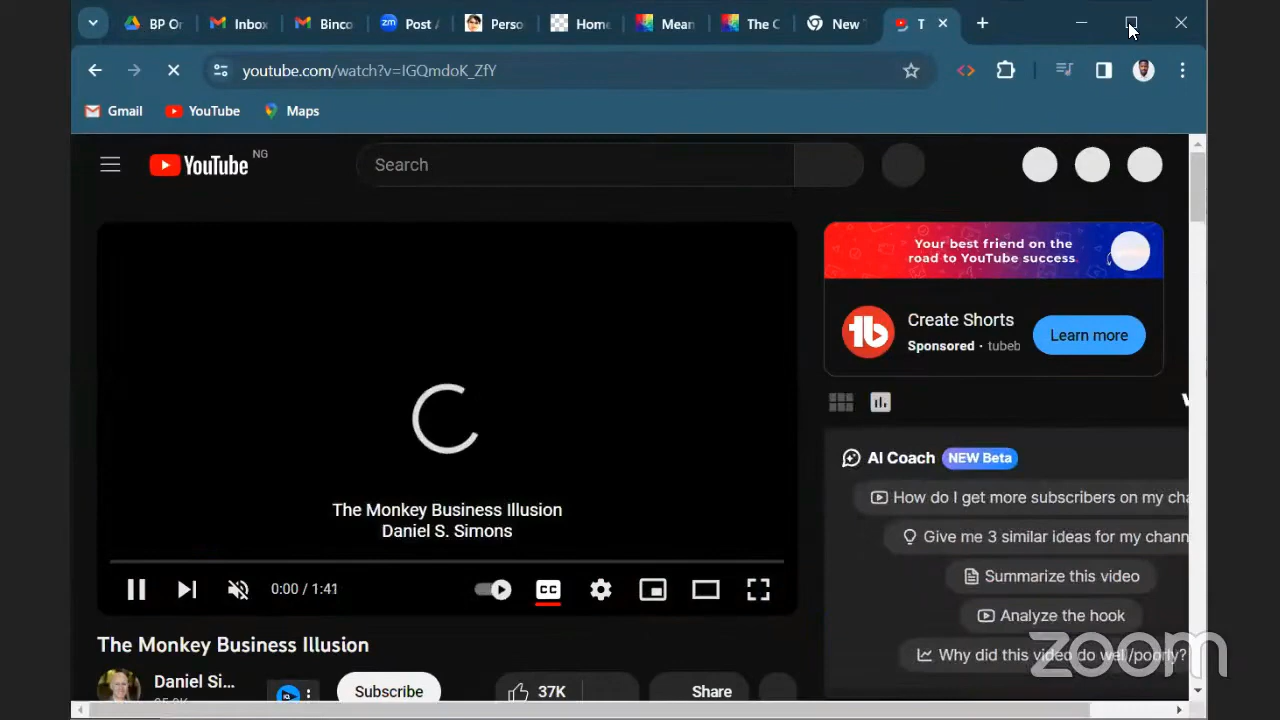 BP Or
Inbox
Binco
zm
Post /
Perso
Home
Mean
The C
New
T
youtube.com/watch?v=IGQmdoK_ZfY
Gmail
YouTube
Maps
YouTube
NG
Search
Your best friend on the
road to YouTube success
Create Shorts
Sponsored · tubeb
Learn more
The Monkey Business Illusion
Daniel S. Simons
0:00 / 1:41
CC
AI Coach NEW Beta
How do I get more subscribers on my cha
Give me 3 similar ideas for my chann
Summarize this video
Analyze the hook
Why did this video do well/poorly?
The Monkey Business Illusion
Daniel Si...
Subscribe
37K
Share
zoom